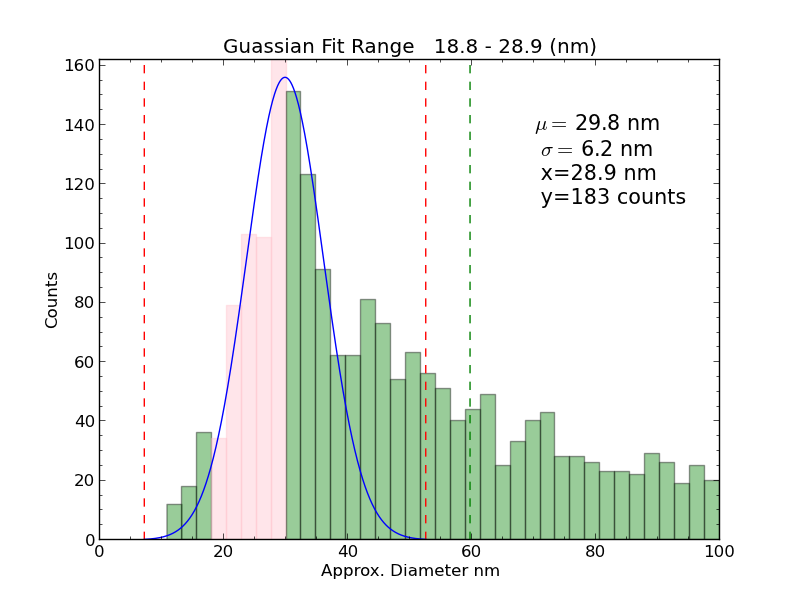 Guassian Fit Range 18.8 - 28.9 (nm)
μ = 29.8 nm
σ = 6.2 nm
x=28.9 nm
y=183 counts
Counts
160
140
120
100
80
60
40
20
0
0 20 40 60 80 100
Approx. Diameter nm